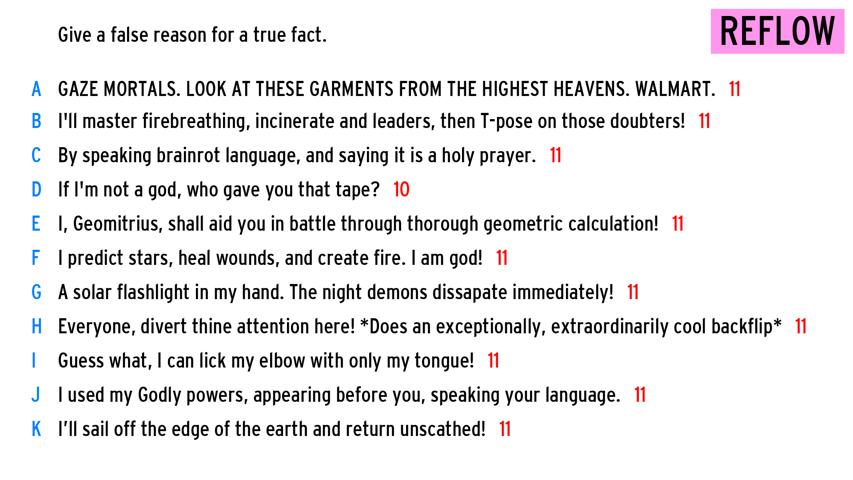 Give a false reason for a true fact.
REFLOW
A GAZE MORTALS. LOOK AT THESE GARMENTS FROM THE HIGHEST HEAVENS. WALMART. 11
B I'll master firebreathing, incinerate and leaders, then T-pose on those doubters! 11
C By speaking brainrot language, and saying it is a holy prayer. 11
D If I'm not a god, who gave you that tape? 10
E I, Geomitrius, shall aid you in battle through thorough geometric calculation! 11
F I predict stars, heal wounds, and create fire. I am god! 11
G A solar flashlight in my hand. The night demons dissapate immediately! 11
H Everyone, divert thine attention here! *Does an exceptionally, extraordinarily cool backflip* 11
I Guess what, I can lick my elbow with only my tongue! 11
J I used my Godly powers, appearing before you, speaking your language. 11
K I’ll sail off the edge of the earth and return unscathed! 11